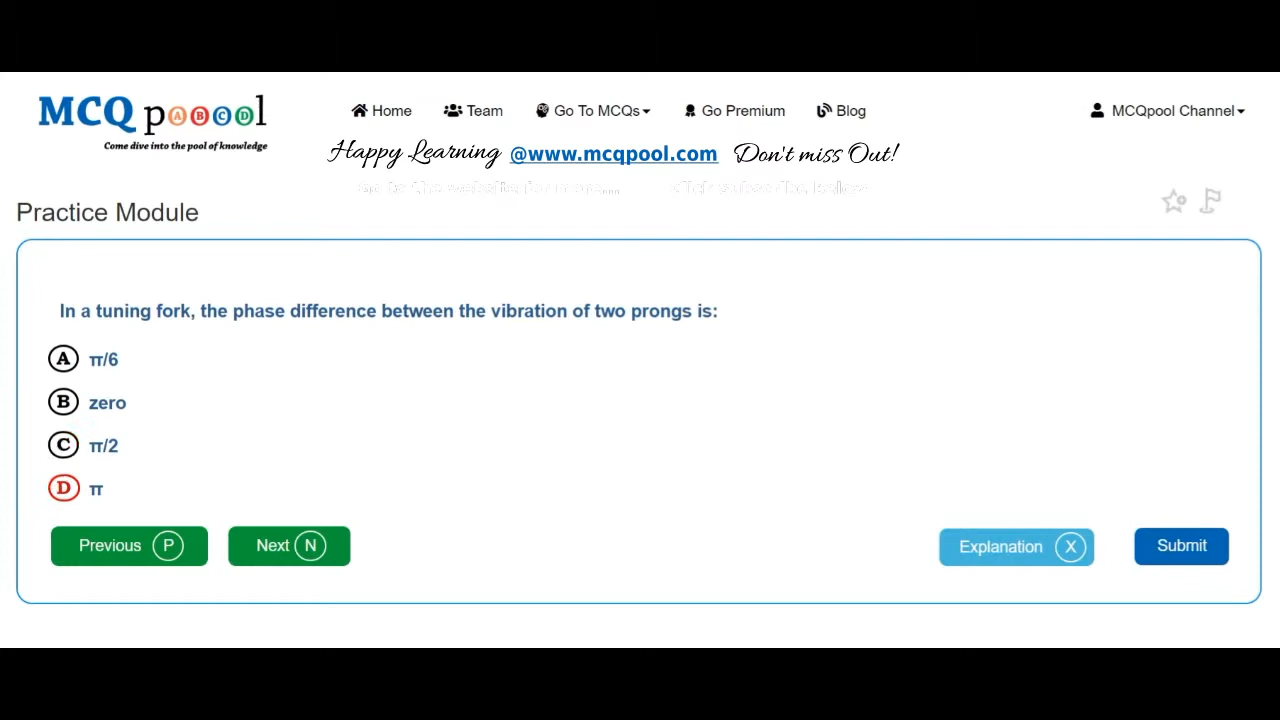 MCQ pABCDl
Come dive into the pool of knowledge
Home Team Go To MCQs Go Premium Blog MCQpool Channel
Happy Learning @www.mcqpool.com Don't miss Out!
Practice Module
In a tuning fork, the phase difference between the vibration of two prongs is:
A π/6
B zero
C π/2
D π
Previous P Next N Explanation X Submit